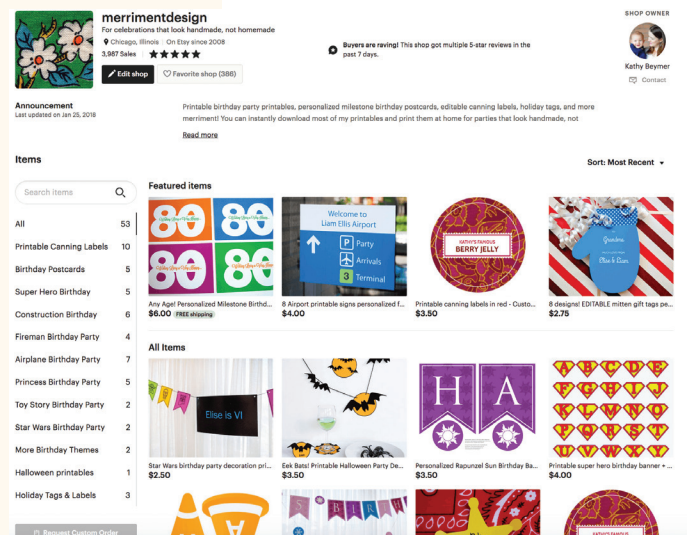 merrimentdesign
For celebrations that look handmade, not homemade
Chicago, Illinois | On Etsy since 2008
3,987 Sales
Edit shop
Favorite shop (386)
Buyers are raving! This shop got multiple 5-star reviews in the
past 7 days.
SHOP OWNER
Kathy Beymer
Contact
Announcement
Last updated on Jan 25, 2018
Printable birthday party printables, personalized milestone birthday postcards, editable canning labels, holiday tags, and more
merriment! You can instantly download most of my printables and print them at home for parties that look handmade, not
Read more
Items
Sort: Most Recent
Search items
All 53
Printable Canning Labels 10
Birthday Postcards 5
Super Hero Birthday 5
Construction Birthday 6
Fireman Birthday Party 4
Airplane Birthday Party 7
Princess Birthday Party 5
Toy Story Birthday Party 2
Star Wars Birthday Party 2
More Birthday Themes 2
Halloween printables 1
Holiday Tags & Labels 3
Request Custom Order
Featured items
80 80
80 80
Welcome to
Liam Ellis Airport
P Party
Arrivals
3 Terminal
KATHY'S FAMOUS
BERRY JELLY
Grandma
Ellis & Liam
Any Age! Personalized Milestone Birthd...
$6.00 FREE shipping
8 Airport printable signs personalized f...
$4.00
Printable canning labels in red - Custo...
$3.50
8 designs! EDITABLE mitten gift tags pe...
$2.75
All Items
Elise is VI
H A
A B C D E
F G H I J
K L M N O
P Q R S T
U V W X Y
Star Wars birthday party decoration pri...
$2.50
Eek Bats! Printable Halloween Party De...
$3.50
Personalized Rapunzel Sun Birthday Ba...
$3.50
Printable super hero birthday banner + ...
$4.00
A
S B I R
KATHY'S FAMOUS